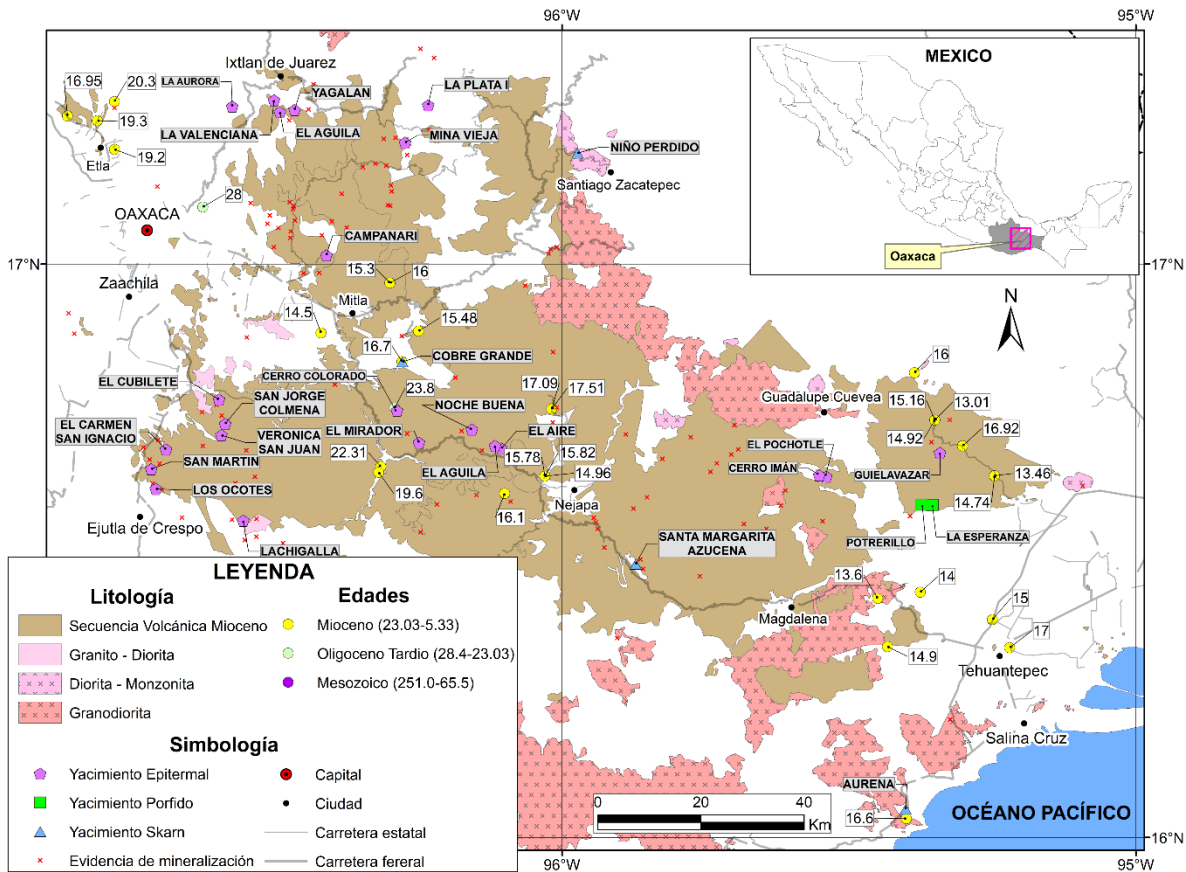 96°W
95°W
MEXICO
Oaxaca
N
17°N
17°N
16°N
16°N
96°W
95°W
Ixtlan de Juarez
16.95
20.3
LA AURORA
YAGALAN
LA PLATA I
19.3
LA VALENCIANA
EL AGUILA
MINA VIEJA
19.2
Etla
NIÑO PERDIDO
Santiago Zacatepec
28
OAXACA
CAMPANARI
15.3
16
Zaachila
Mitla
14.5
15.48
16.7
COBRE GRANDE
EL CUBILETE
CERRO COLORADO
23.8
SAN JORGE
COLMENA
NOCHE BUENA
17.09
17.51
EL CARMEN
SAN IGNACIO
VERONICA
SAN JUAN
EL MIRADOR
EL AIRE
SAN MARTIN
22.31
EL AGUILA
15.78
15.82
14.96
LOS OCOTES
19.6
16.1
Nejapa
Ejutla de Crespo
LACHIGALLA
SANTA MARGARITA
AZUCENA
16
Guadalupe Cuevea
15.16
13.01
14.92
16.92
EL POCHOTLE
CERRO IMÁN
GUIELAVAZAR
13.46
14.74
POTRERILLO
LA ESPERANZA
13.6
14
15
Magdalena
17
14.9
Tehuantepec
Salina Cruz
AURENA
16.6
OCÉANO PACÍFICO
0
20
40
Km
LEYENDA
Litología
Secuencia Volcánica Mioceno
Granito - Diorita
Diorita - Monzonita
Granodiorita
Edades
Mioceno (23.03-5.33)
Oligoceno Tardio (28.4-23.03)
Mesozoico (251.0-65.5)
Simbología
Yacimiento Epitermal
Yacimiento Porfido
Yacimiento Skarn
Evidencia de mineralización
Capital
Ciudad
Carretera estatal
Carretera fereral